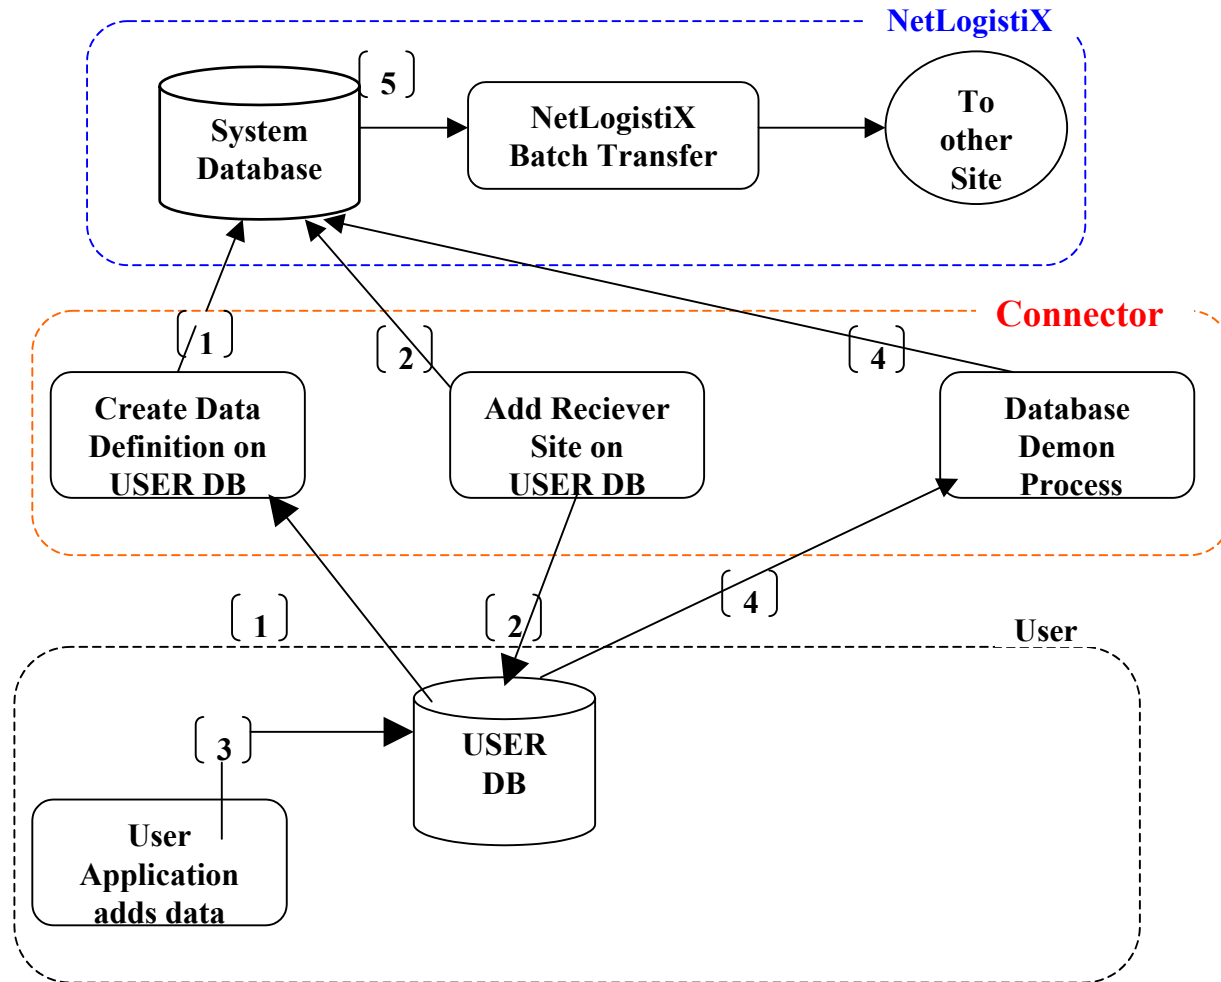 NetLogistiX
5
System
Database
NetLogistiX
Batch Transfer
To
other
Site
Connector
1
2
4
Create Data
Definition on
USER DB
Add Reciever
Site on
USER DB
Database
Demon
Process
1
2
4
User
3
USER
DB
User
Application
adds data